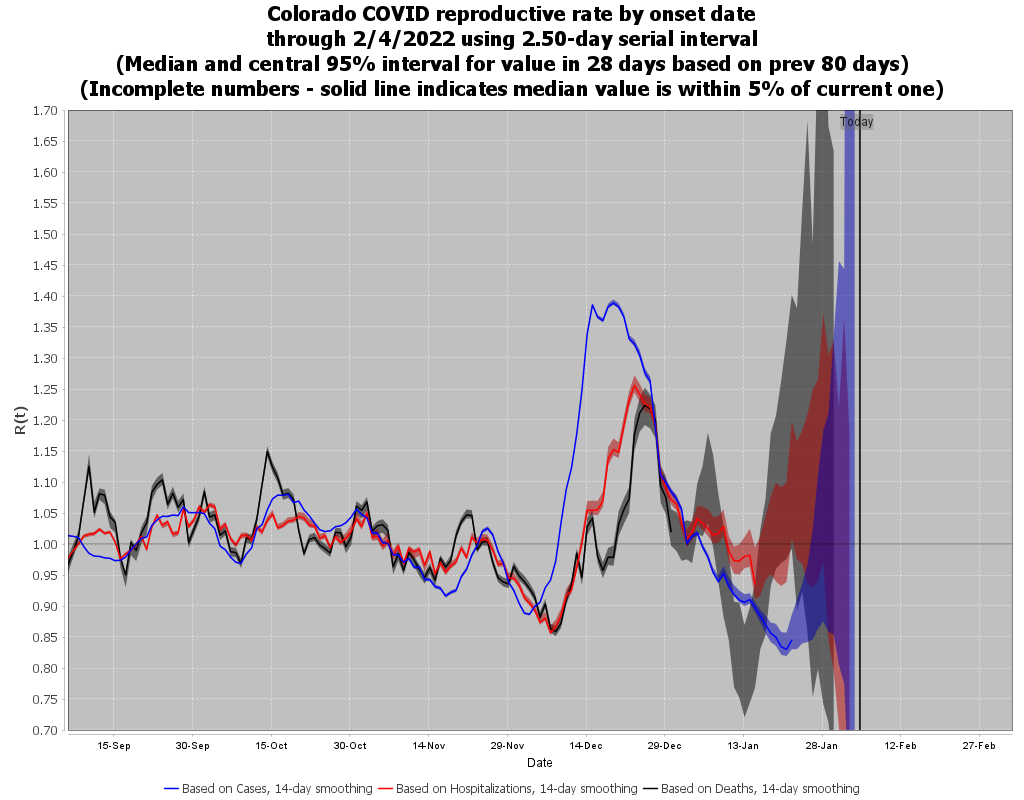 Colorado COVID reproductive rate by onset date
through 2/4/2022 using 2.50-day serial interval
(Median and central 95% interval for value in 28 days based on prev 80 days)
(Incomplete numbers - solid line indicates median value is within 5% of current one)
1.70
Today
1.65
1.60
1.55
1.50
1.45
1.40
1.35
1.30
1.25
1.20
R(t)
1.15
1.10
1.05
1.00
0.95
0.90
0.85
0.80
0.75
0.70
15-Sep 30-Sep 15-Oct 30-Oct 14-Nov 29-Nov 14-Dec 29-Dec 13-Jan 28-Jan 12-Feb 27-Feb
Date
Based on Cases, 14-day smoothing Based on Hospitalizations, 14-day smoothing Based on Deaths, 14-day smoothing